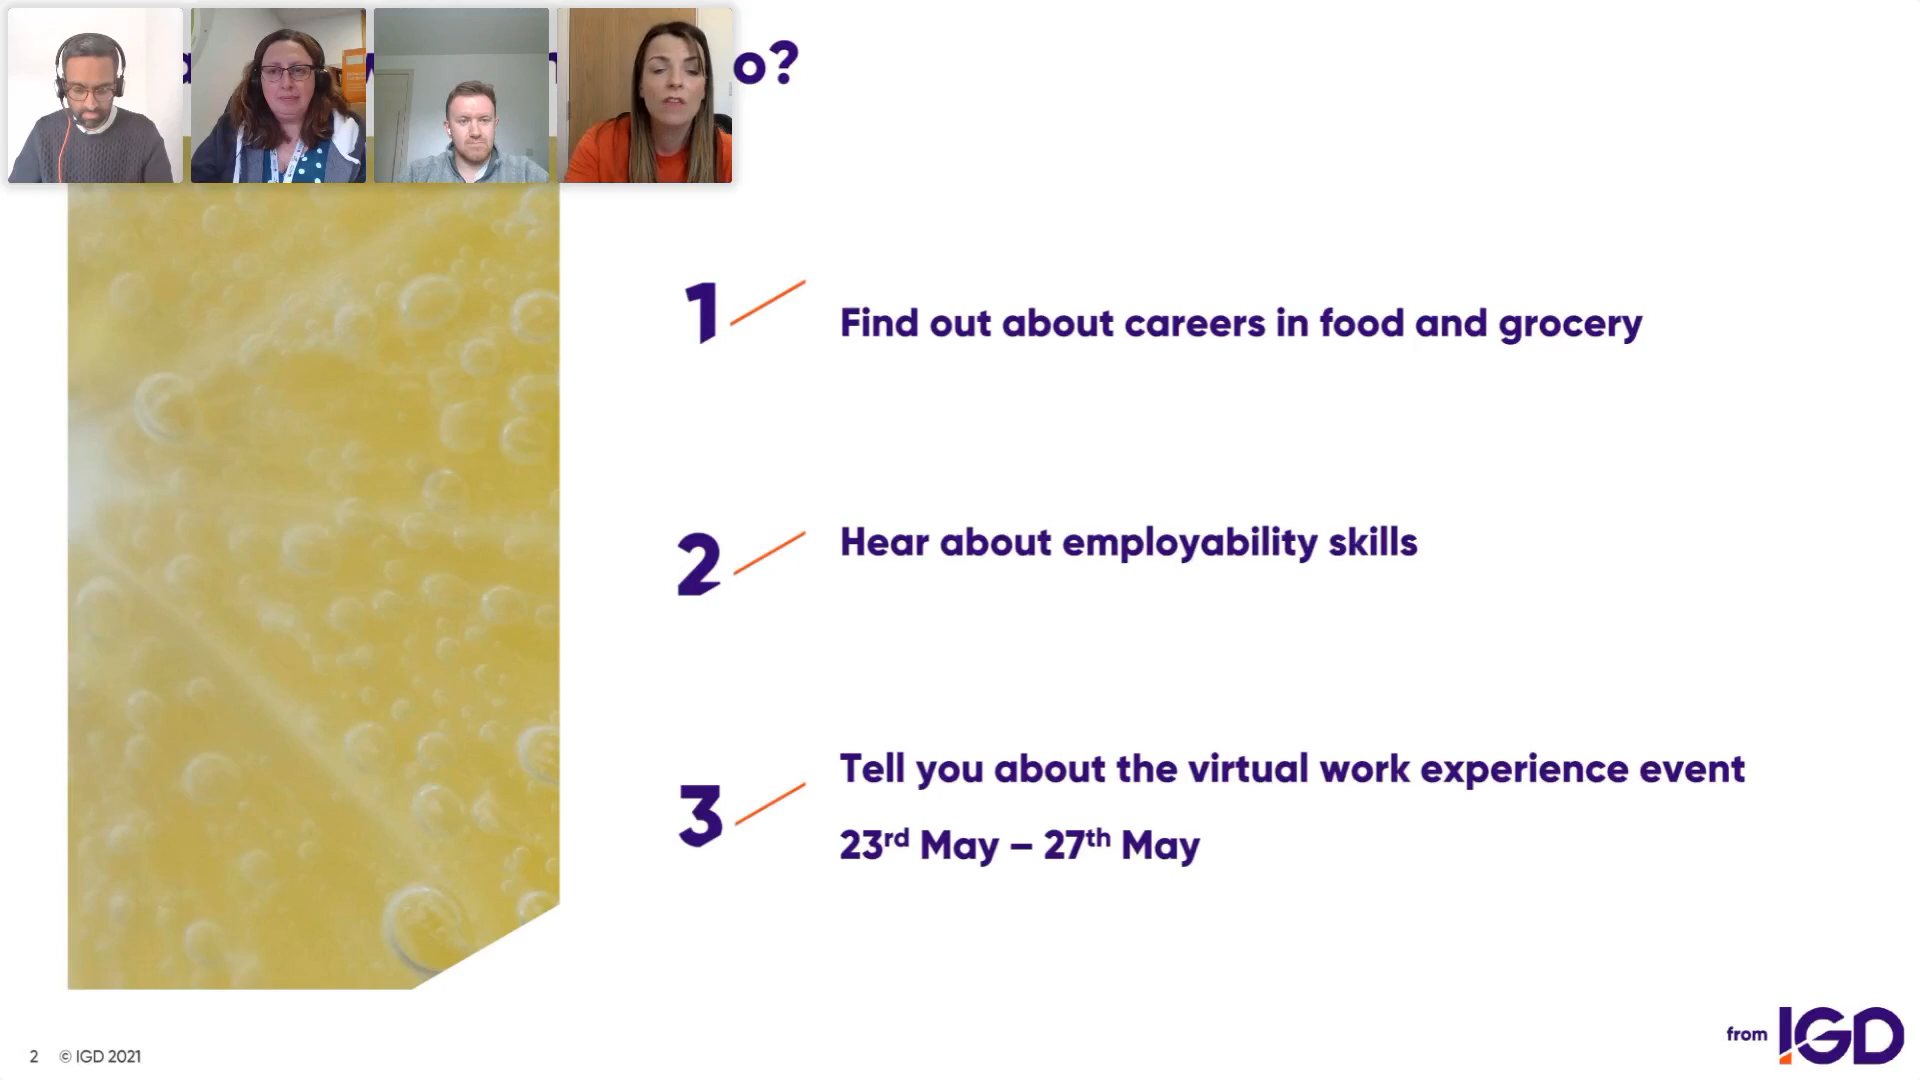 o?
1
Find out about careers in food and grocery
2
Hear about employability skills
3
Tell you about the virtual work experience event
23rd May – 27th May
2 © IGD 2021
from IGD